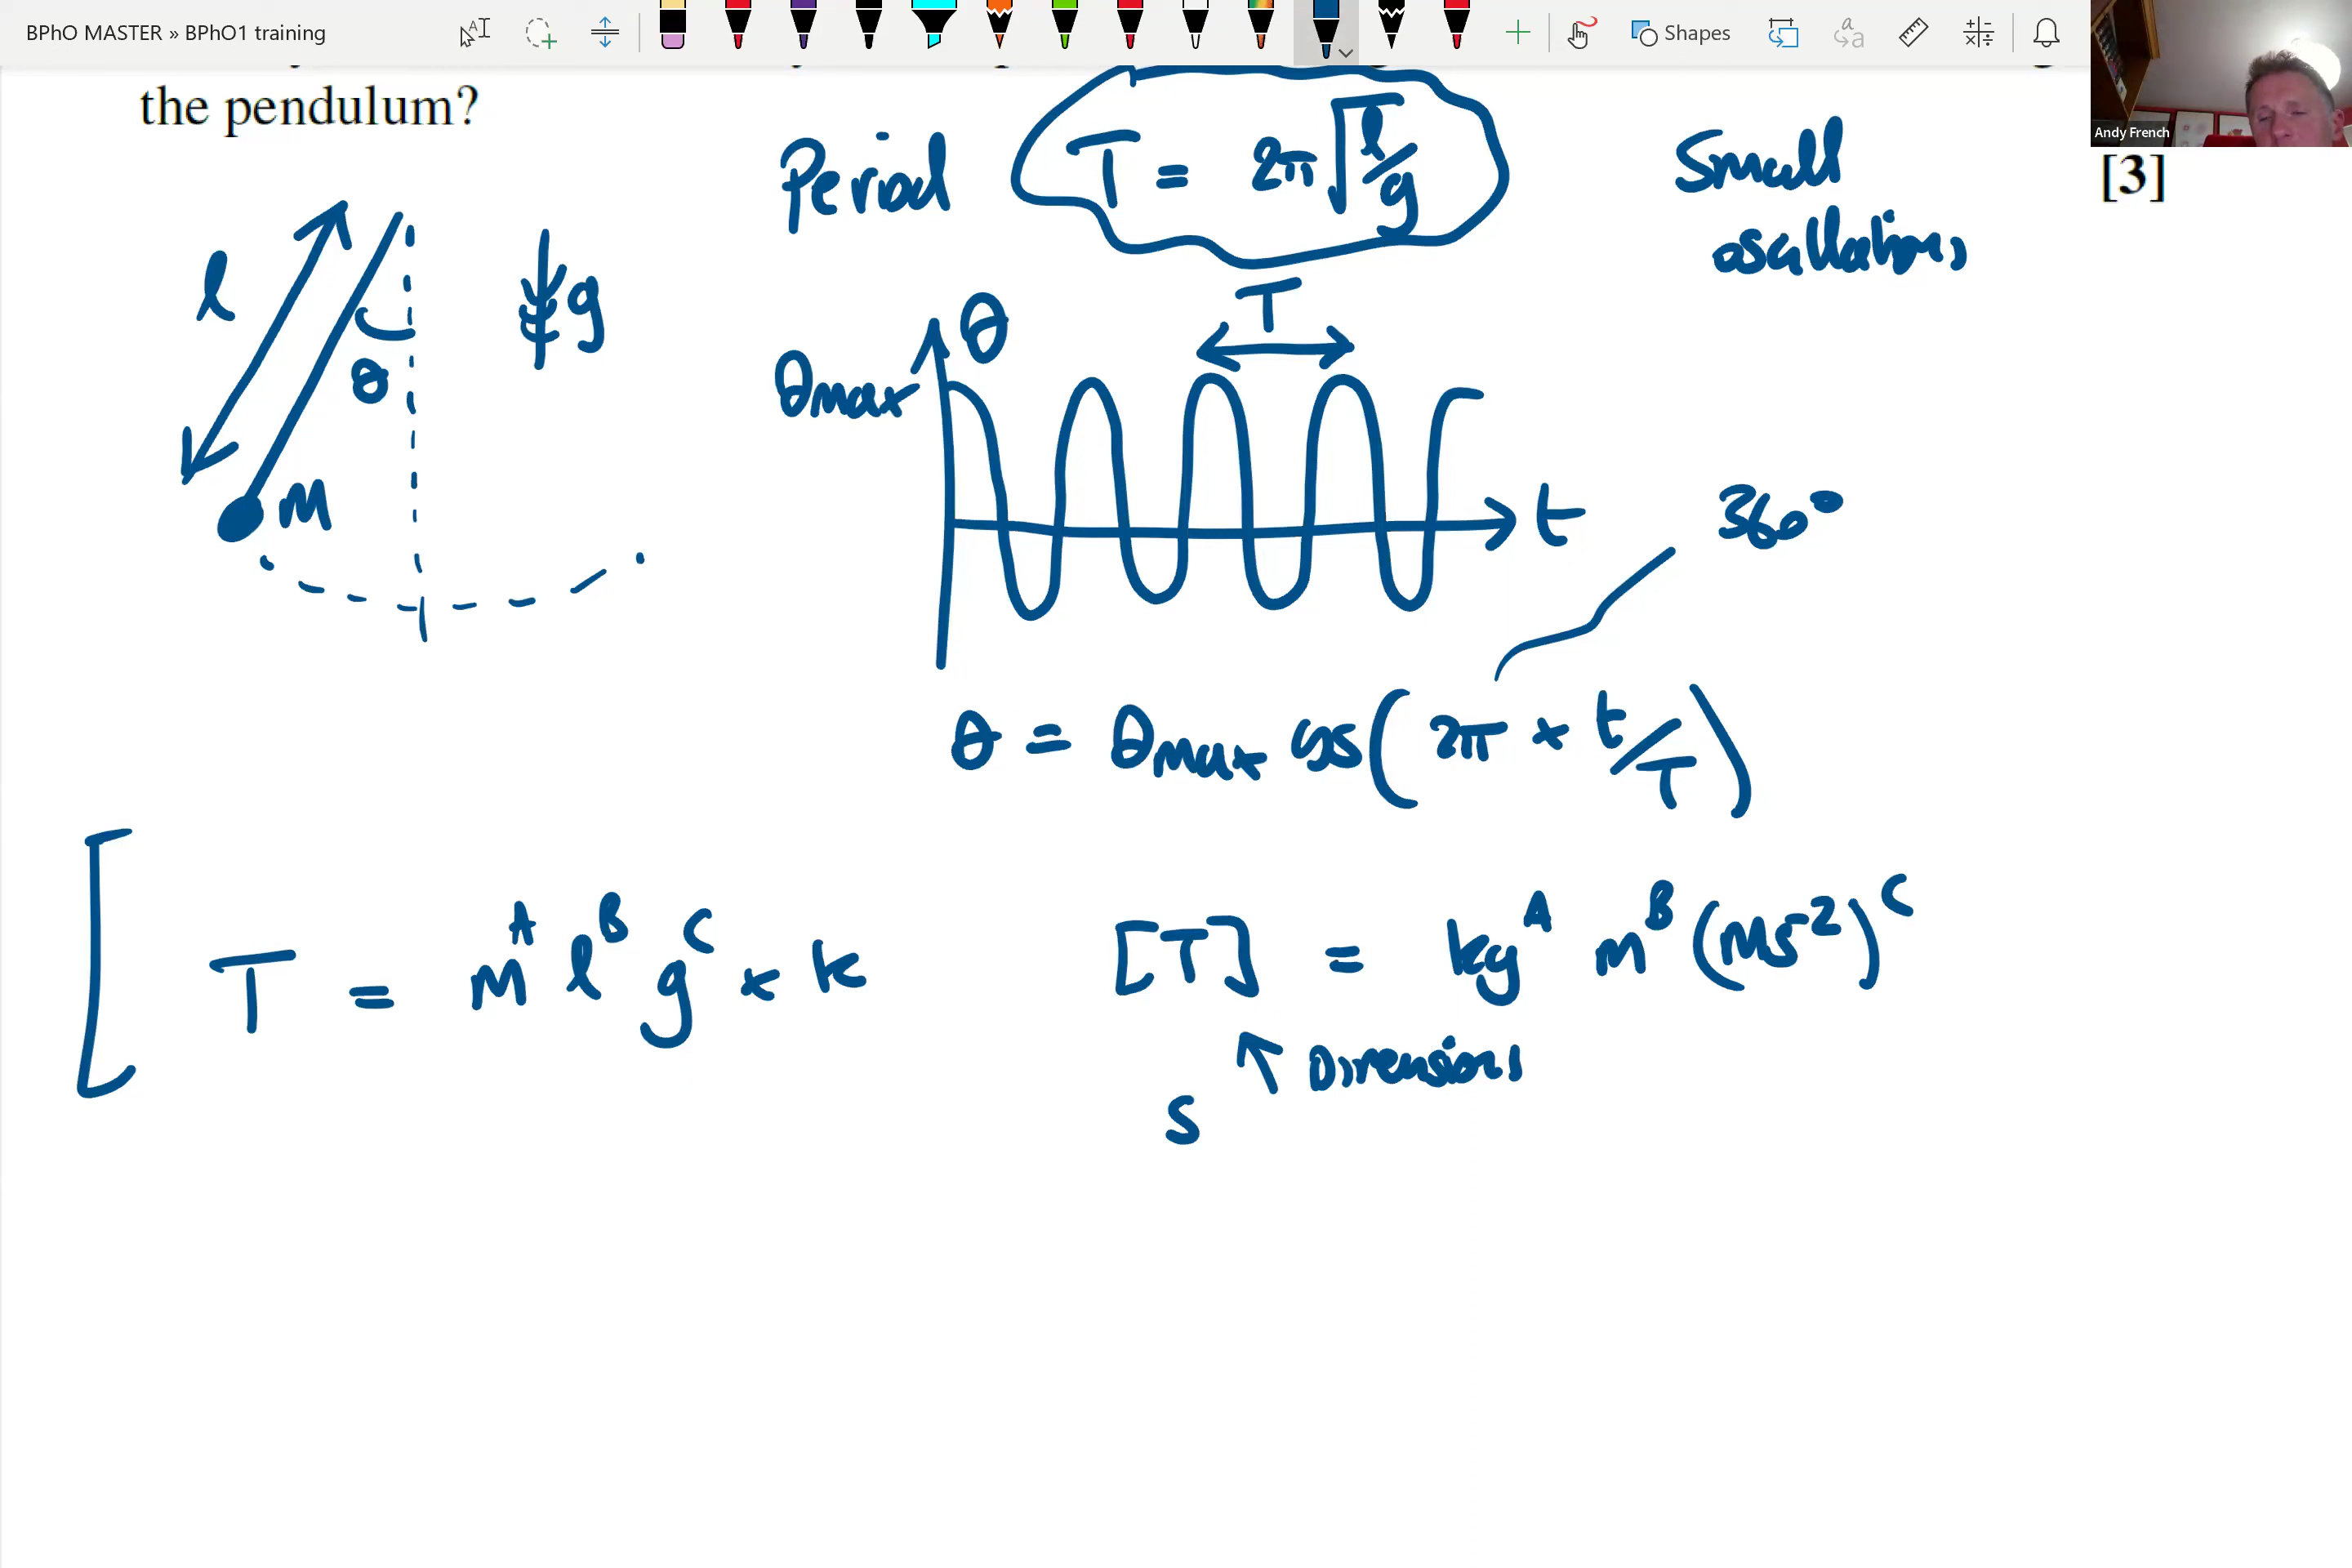 BPhO MASTER » BPhO1 training
Shapes
Andy French
the pendulum?
[3]
Period T = 2π√(l/g) Small
oscillations
l
θ
m
g
T
θ
θmax
t
360°
θ = θmax cos(2π × t/T)
T = m^A l^B g^C × k
[T] = kg^A m^B (ms^-2)^C
↑ Dimensions
s